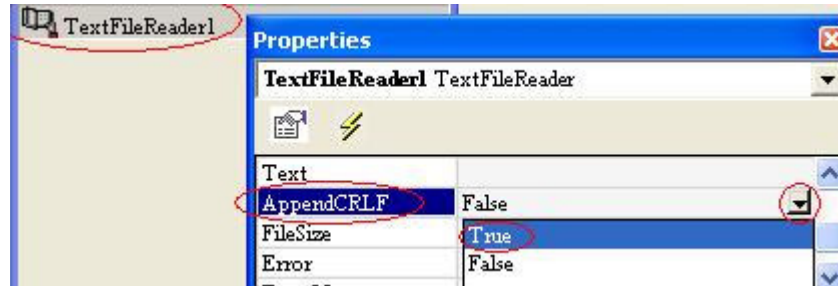 TextFileReader1
Properties
TextFileReader1 TextFileReader
Text
AppendCRLF False
FileSize True
Error False